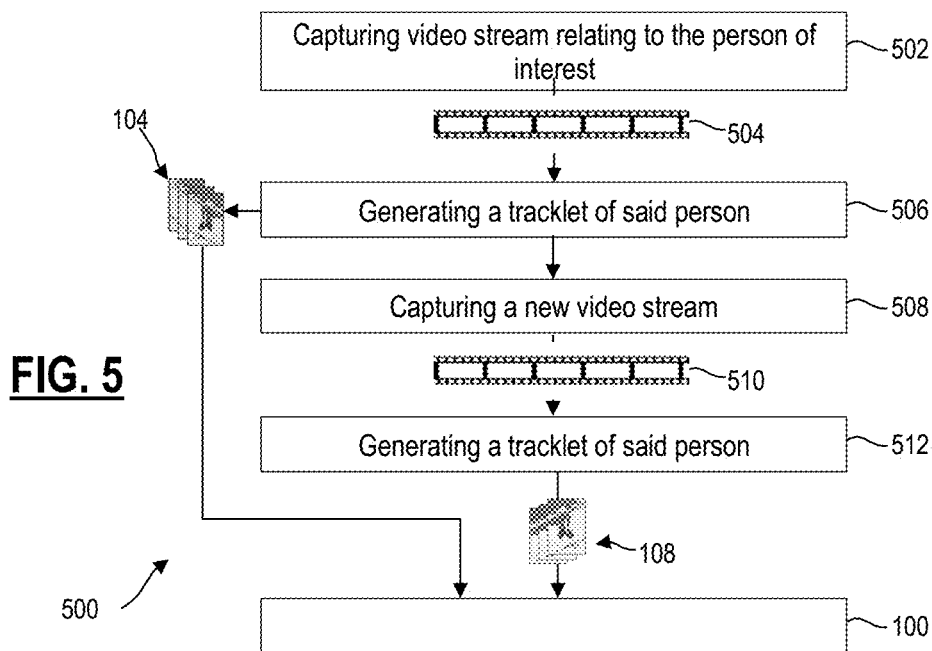 Capturing video stream relating to the person of
interest
502
504
104
Generating a tracklet of said person
506
Capturing a new video stream
508
FIG. 5
510
Generating a tracklet of said person
512
108
500
100